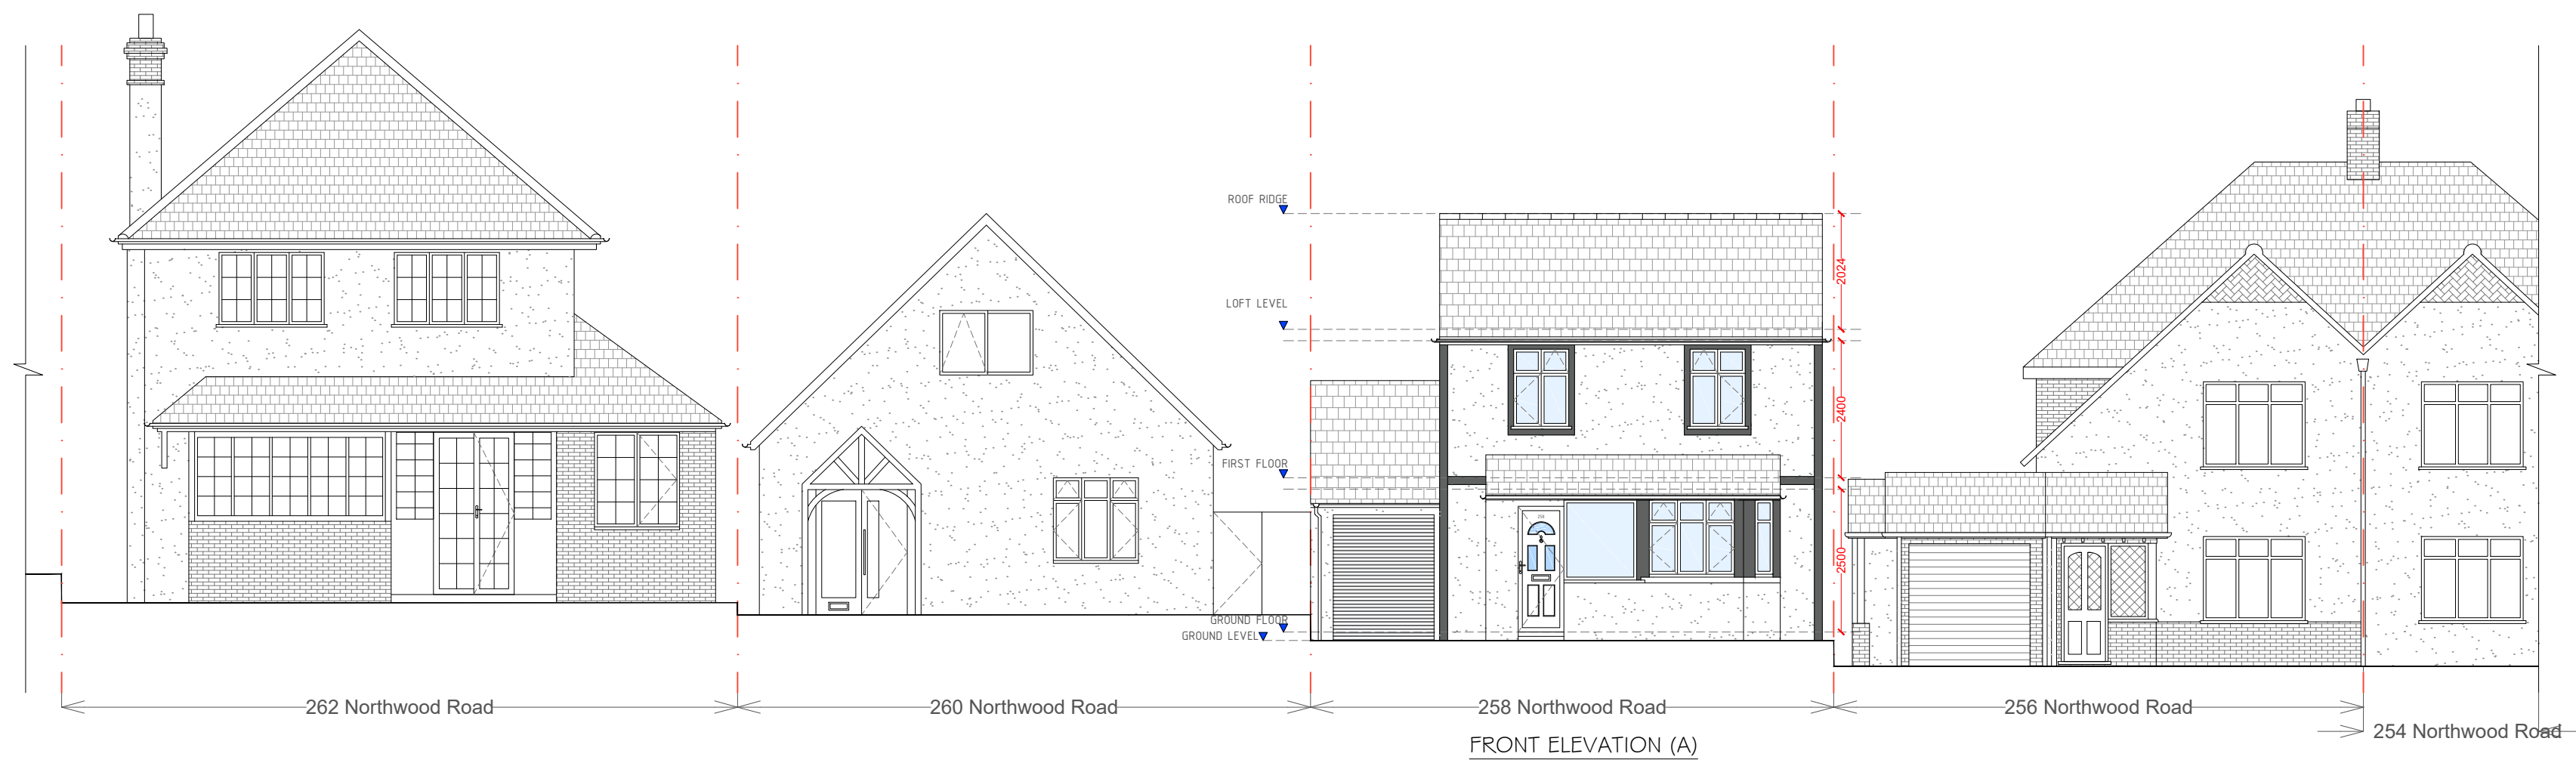 ROOF RIDGE
LOFT LEVEL
FIRST FLOOR
GROUND FLOOR
GROUND LEVEL
2024
2400
2500
262 Northwood Road
260 Northwood Road
258 Northwood Road
256 Northwood Road
254 Northwood Road
FRONT ELEVATION (A)